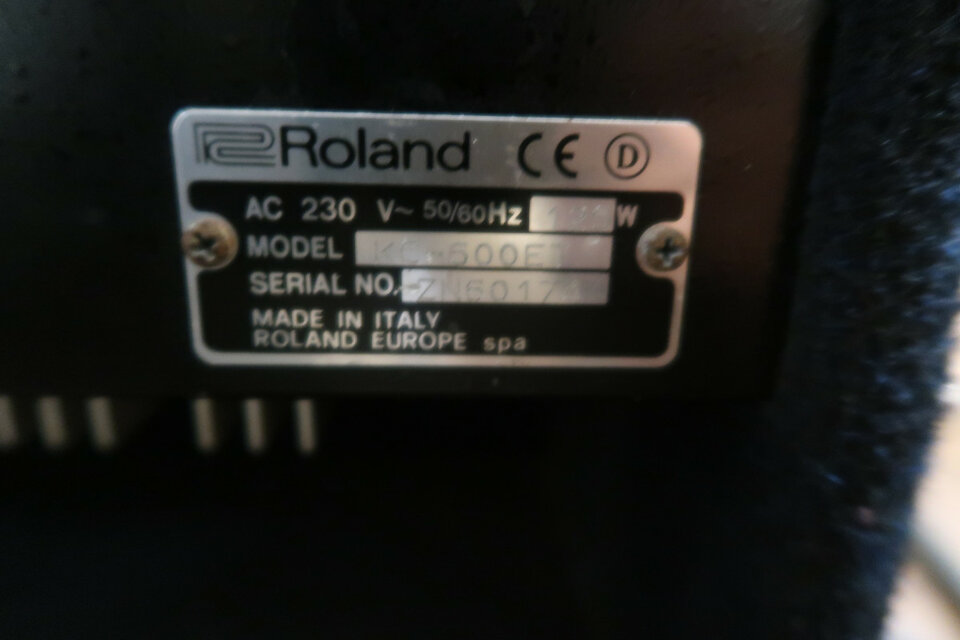 Roland CE D
AC 230 V~ 50/60Hz W
MODEL
SERIAL NO.
MADE IN ITALY
ROLAND EUROPE spa